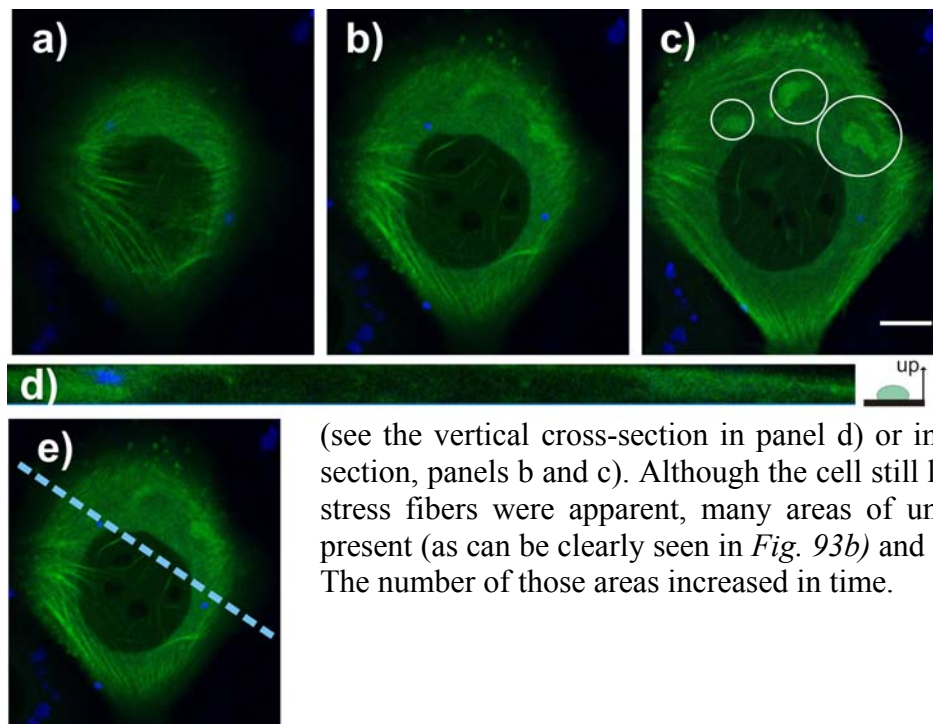 a)
b)
c)
d)
up
e)
(see the vertical cross-section in panel d) or in
section, panels b and c). Although the cell still
stress fibers were apparent, many areas of
present (as can be clearly seen in Fig. 93b) and
The number of those areas increased in time.